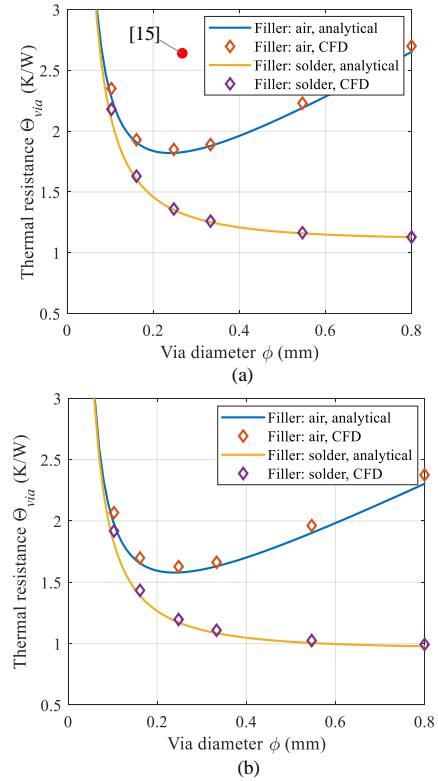 3
2.5
2
1.5
1
0.5
0
0.2
0.4
0.6
0.8
Thermal resistance Θvia (K/W)
Via diameter ϕ (mm)
[15]
Filler: air, analytical
Filler: air, CFD
Filler: solder, analytical
Filler: solder, CFD
(a)
3
2.5
2
1.5
1
0.5
0
0.2
0.4
0.6
0.8
Thermal resistance Θvia (K/W)
Via diameter ϕ (mm)
Filler: air, analytical
Filler: air, CFD
Filler: solder, analytical
Filler: solder, CFD
(b)